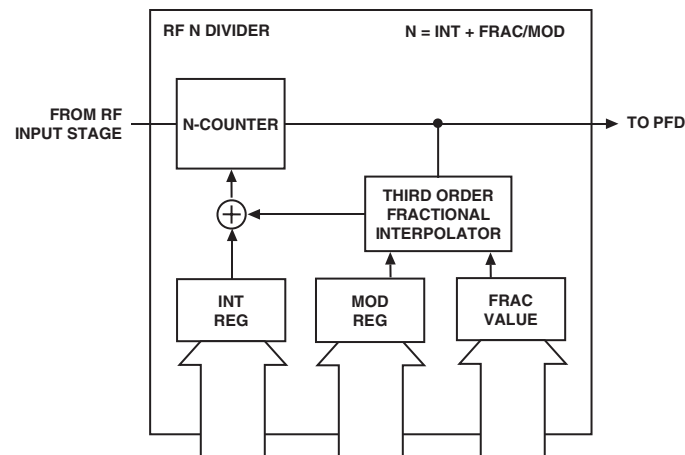 RF N DIVIDER
N = INT + FRAC/MOD
FROM RF
INPUT STAGE
N-COUNTER
TO PFD
THIRD ORDER
FRACTIONAL
INTERPOLATOR
INT
REG
MOD
REG
FRAC
VALUE